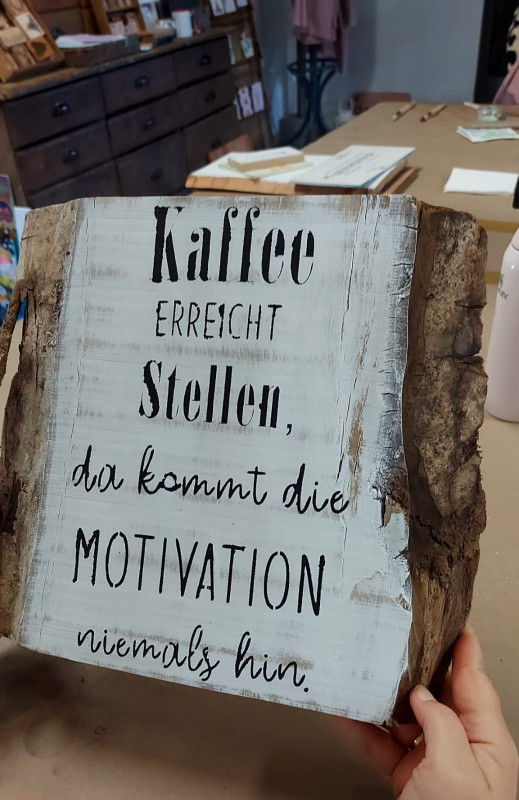 Kaffee
ERREICHT
Stellen,
da kommt die
MOTIVATION
niemals hin.